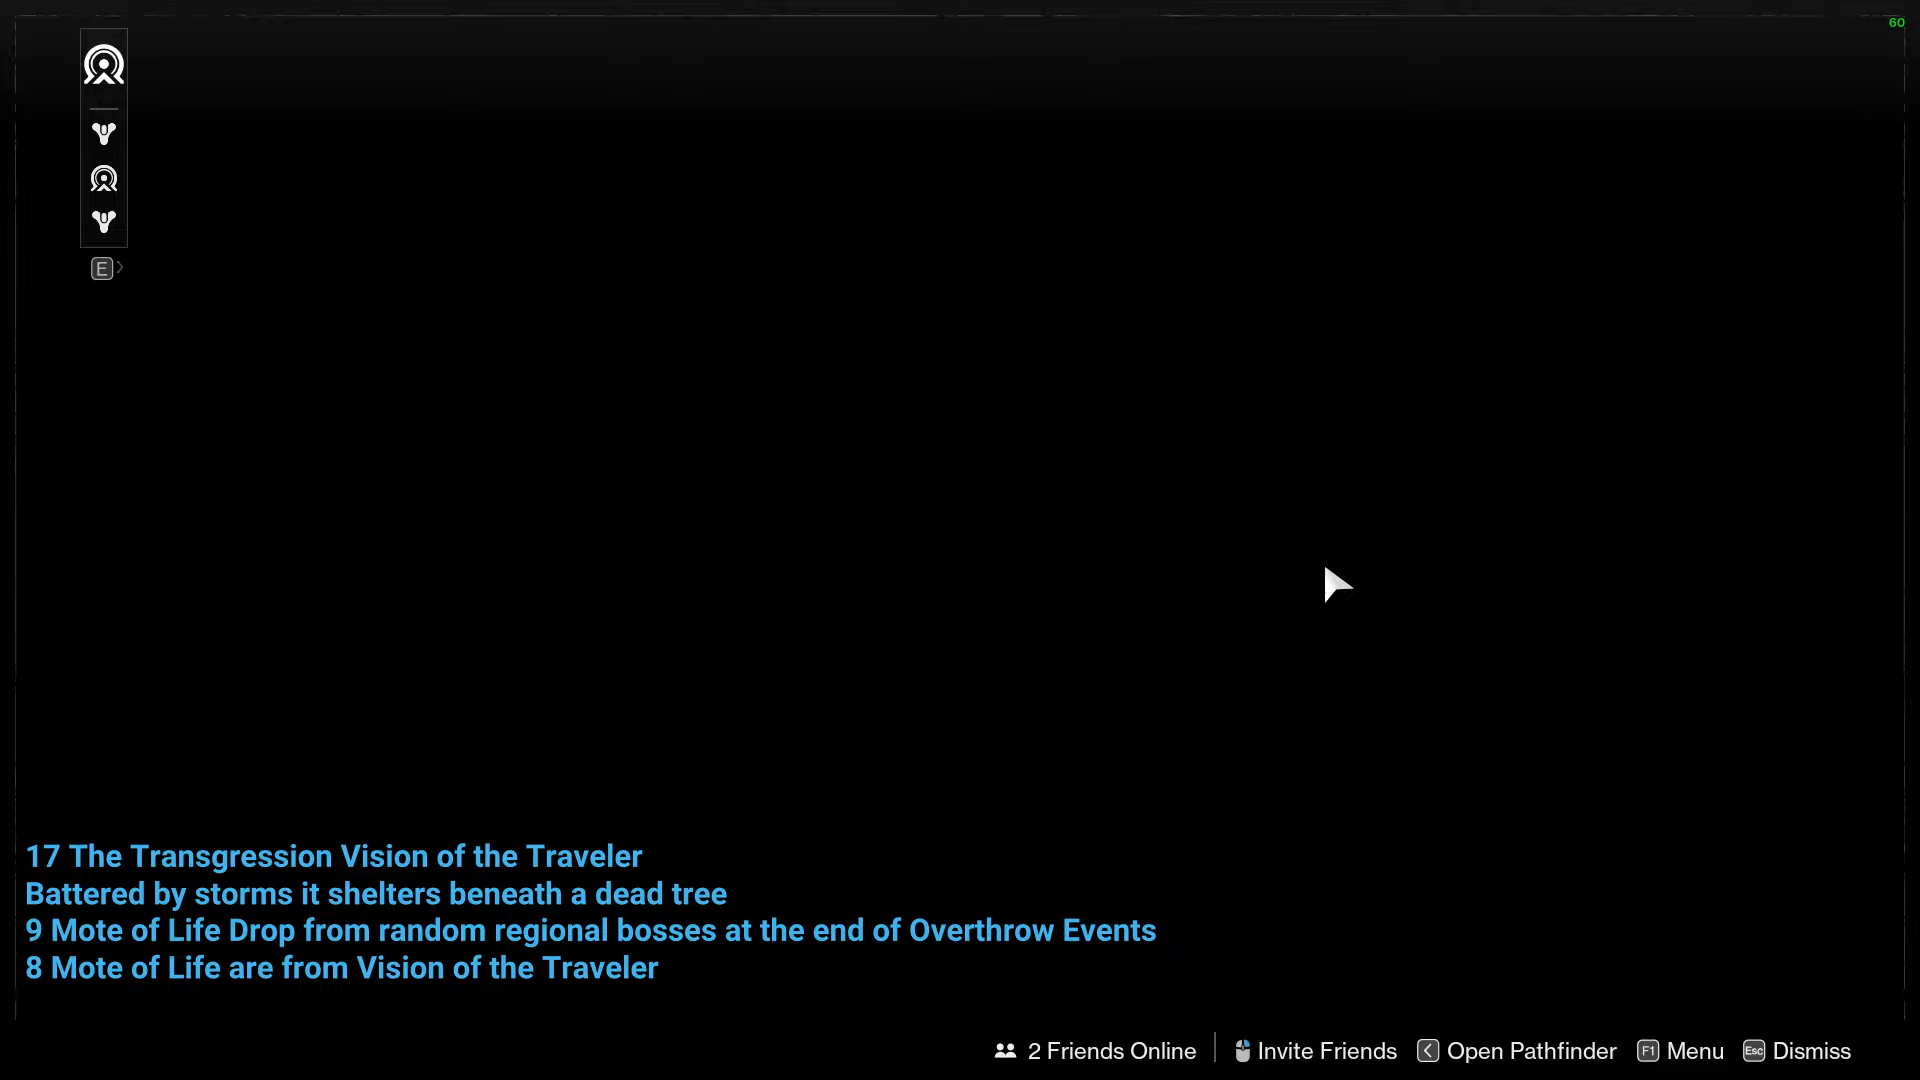 60
E
17 The Transgression Vision of the Traveler
Battered by storms it shelters beneath a dead tree
9 Mote of Life Drop from random regional bosses at the end of Overthrow Events
8 Mote of Life are from Vision of the Traveler
2 Friends Online Invite Friends < Open Pathfinder F1 Menu Esc Dismiss